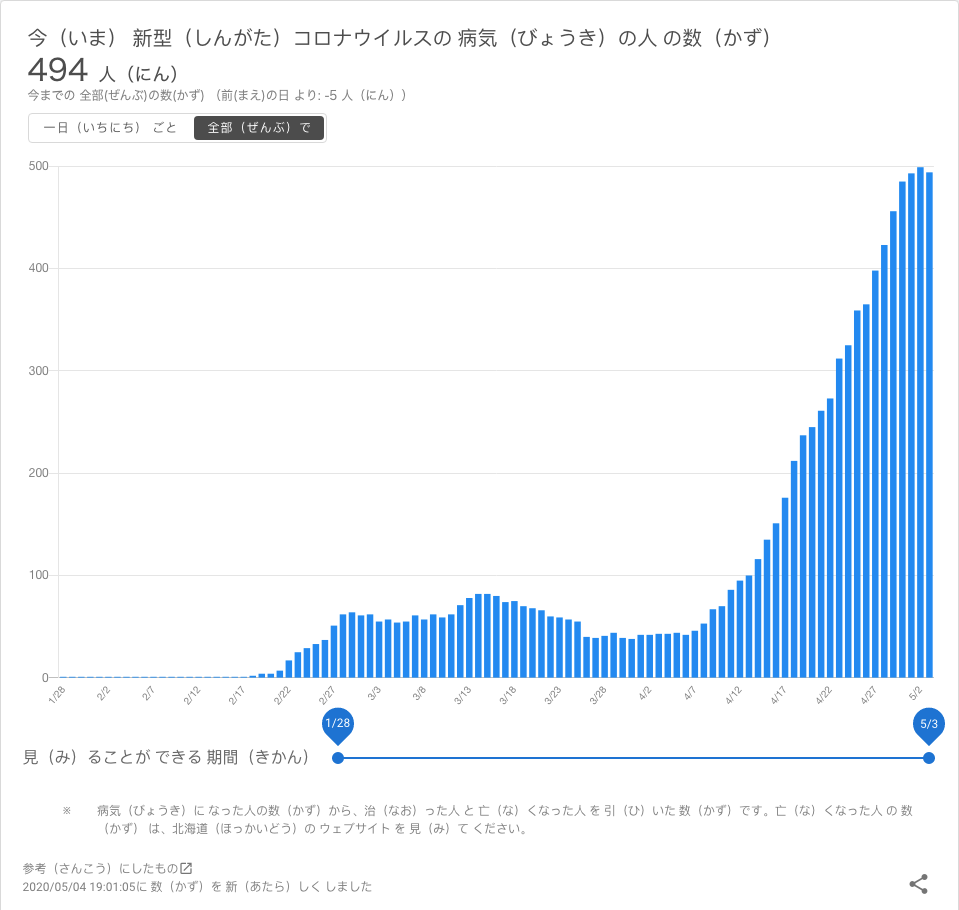 今（いま） 新型（しんがた）コロナウイルスの 病気（びょうき）の人 の数（かず）
494 人（にん）
今までの 全部(ぜんぶ)の数(かず) （前(まえ)の日 より: -5 人（にん））
一日（いちにち） ごと 全部（ぜんぶ）で
500
400
300
200
100
0
1/28 2/2 2/7 2/12 2/17 2/22 2/27 3/3 3/8 3/13 3/18 3/23 3/28 4/2 4/7 4/12 4/17 4/22 4/27 5/2
1/28 5/3
見（み）ることが できる 期間（きかん）
※ 病気（びょうき）に なった人の数（かず）から、治（なお）った人 と 亡（な）くなった人 を 引（ひ）いた 数（かず）です。亡（な）くなった人 の 数
（かず） は、北海道（ほっかいどう）の ウェブサイト を 見（み）て ください。
参考（さんこう）にしたもの
2020/05/04 19:01:05に 数（かず）を 新（あたら）しく しました